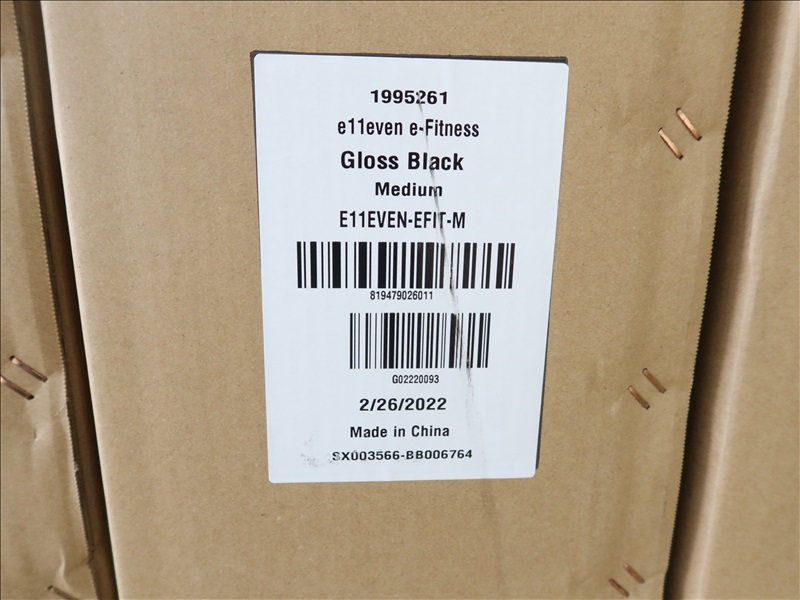 1995261
e11even e-Fitness
Gloss Black
Medium
E11EVEN-EFIT-M
819479026011
G02220093
2/26/2022
Made in China
SX003566-BB006764